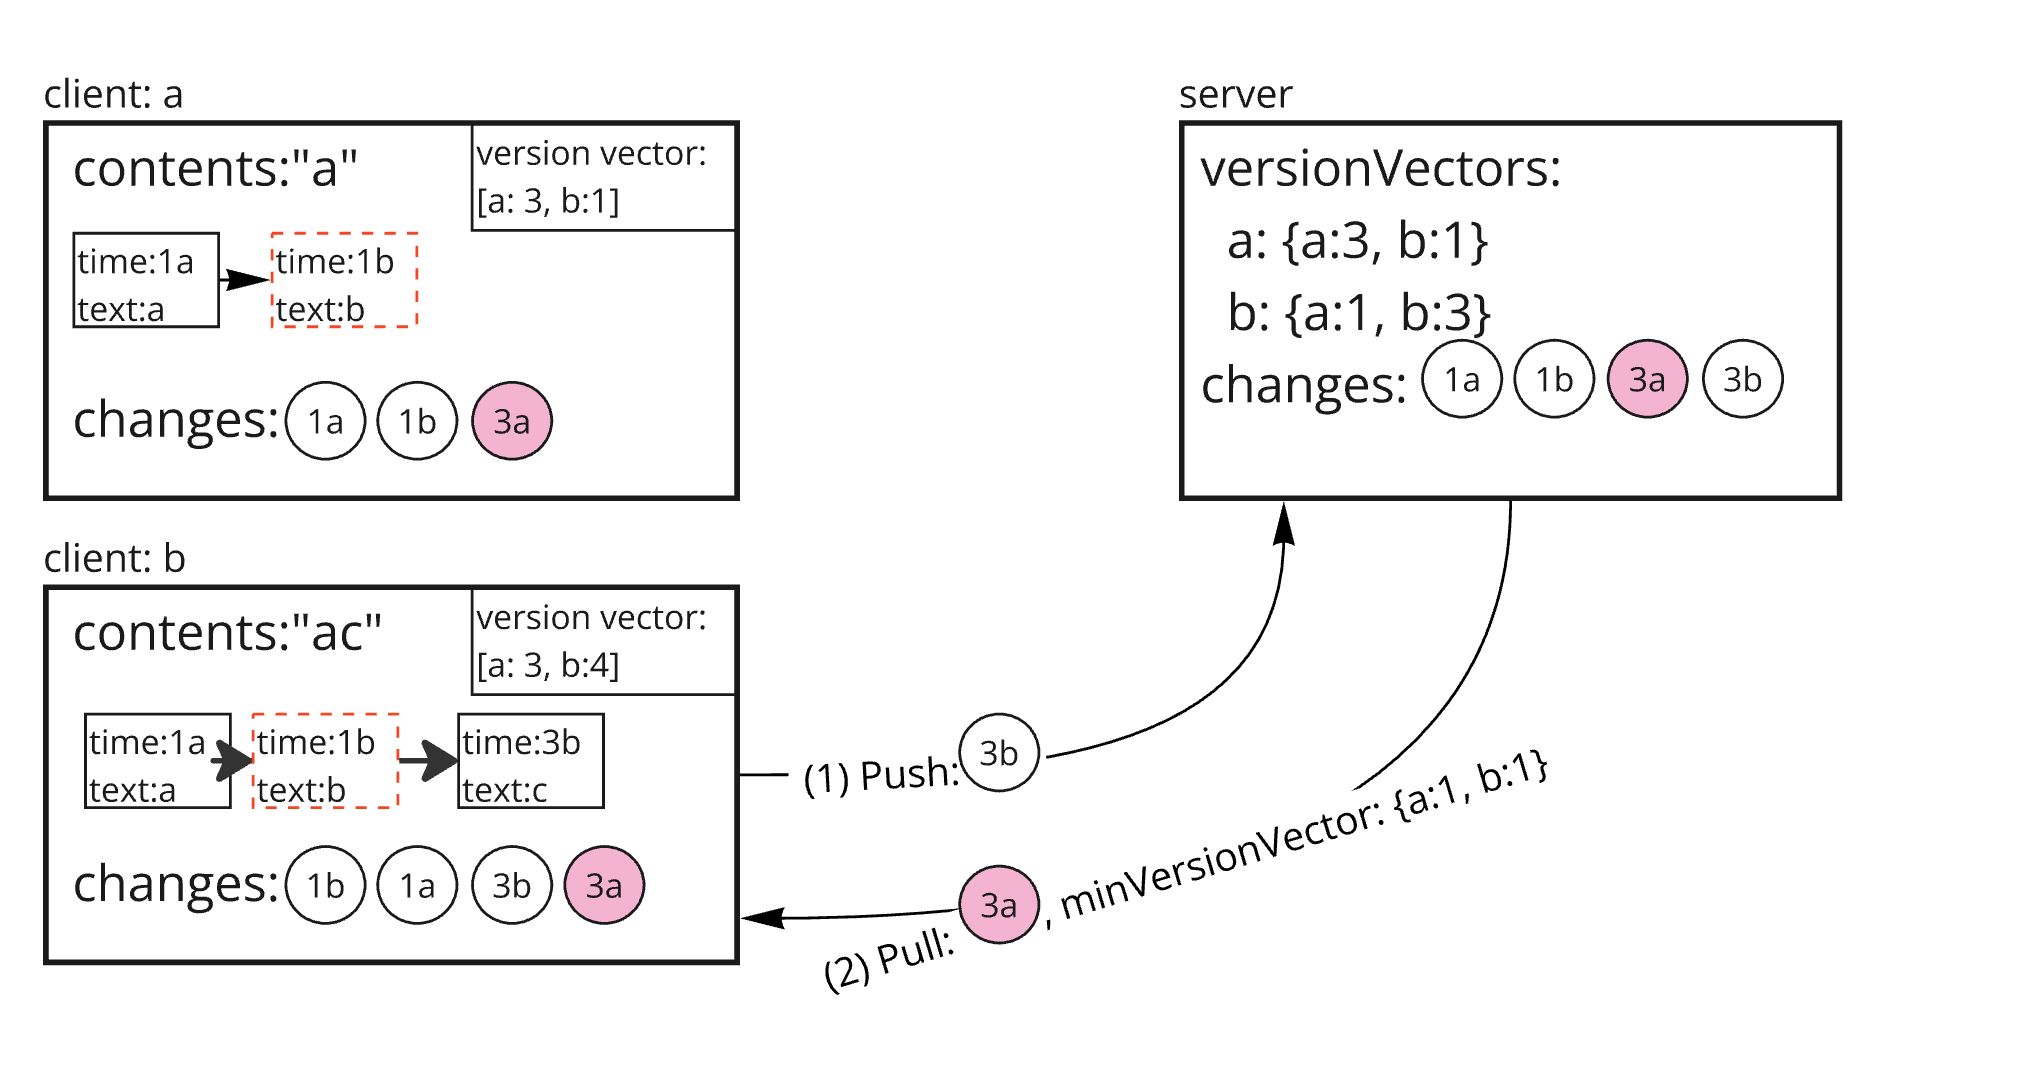 client: a
contents:"a"
version vector:
[a: 3, b:1]
time:1a
text:a
time:1b
text:b
changes:
1a
1b
3a
server
versionVectors:
a: {a:3, b:1}
b: {a:1, b:3}
changes:
1a
1b
3a
3b
client: b
contents:"ac"
version vector:
[a: 3, b:4]
time:1a
text:a
time:1b
text:b
time:3b
text:c
changes:
1b
1a
3b
3a
(1) Push:
3b
(2) Pull:
3a
, minVersionVector: {a:1, b:1}